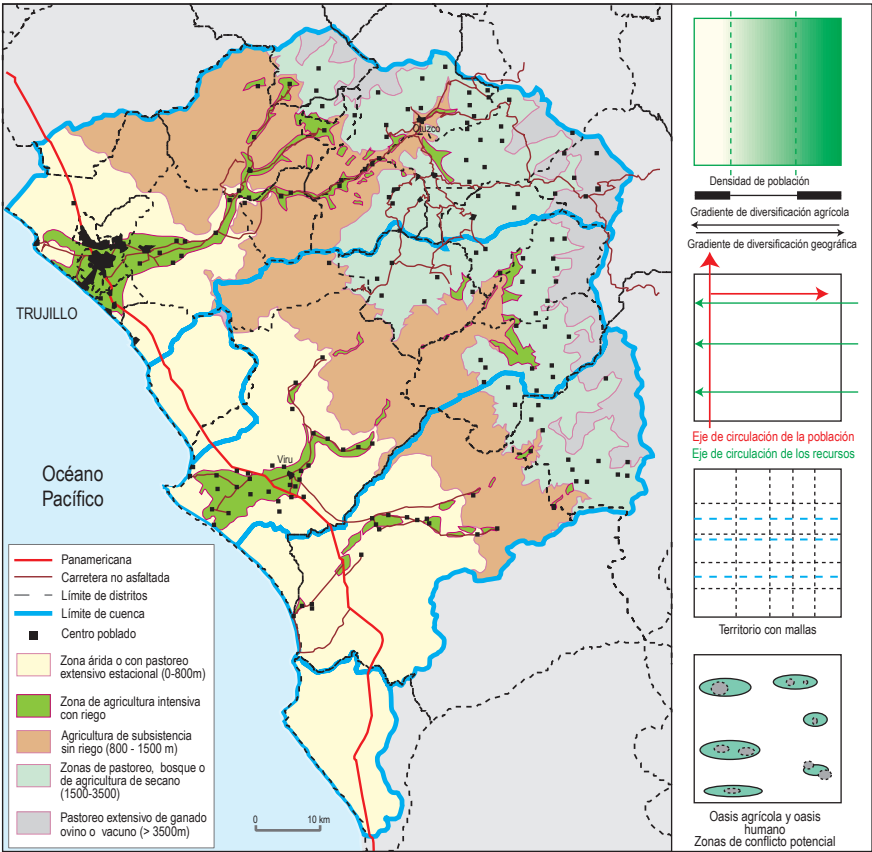 Otuzco
TRUJILLO
Viru
Océano
Pacífico
Panamericana
Carretera no asfaltada
Límite de distritos
Límite de cuenca
Centro poblado
Zona árida o con pastoreo
extensivo estacional (0-800m)
Zona de agricultura intensiva
con riego
Agricultura de subsistencia
sin riego (800 - 1500 m)
Zonas de pastoreo, bosque o
de agricultura de secano
(1500-3500)
Pastoreo extensivo de ganado
ovino o vacuno (> 3500m)
0 10 km
Densidad de población
Gradiente de diversificación agrícola
Gradiente de diversificación geográfica
Eje de circulación de la población
Eje de circulación de los recursos
Territorio con mallas
Oasis agrícola y oasis
humano
Zonas de conflicto potencial